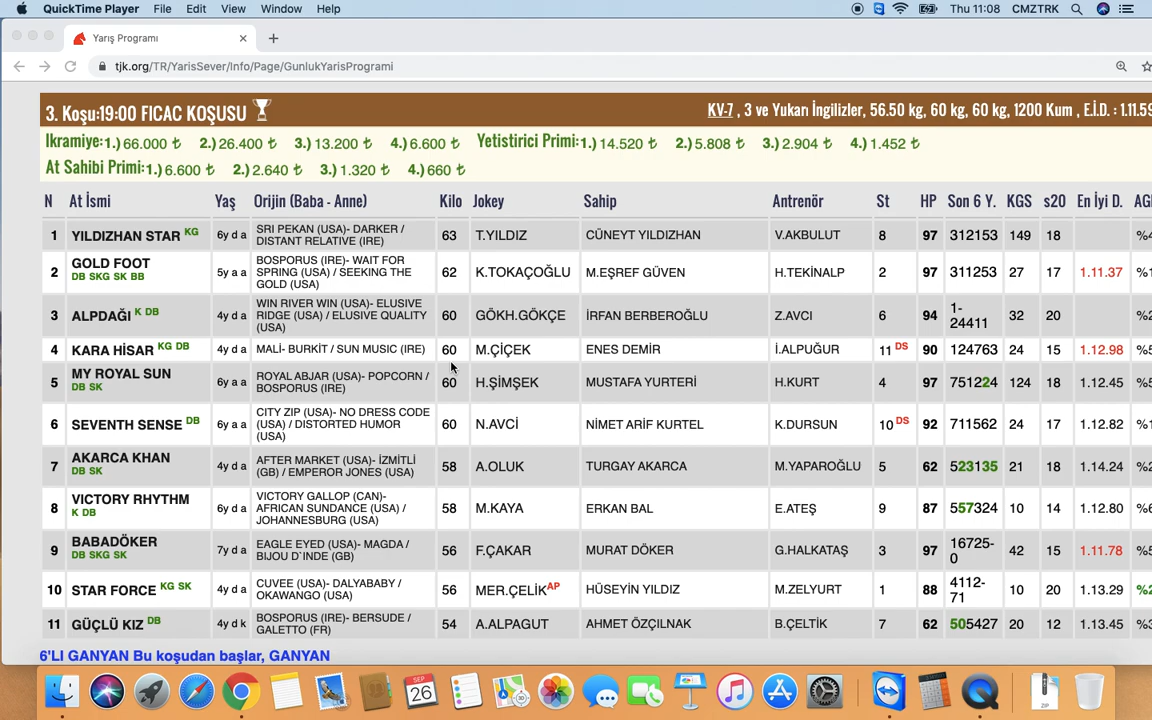 QuickTime Player File Edit View Window Help Thu 11:08 CMZTRK
Yarış Programı
tjk.org/TR/YarisSever/Info/Page/GunlukYarisProgrami
3. Koşu:19:00 FICAC KOŞUSU KV-7 , 3 ve Yukarı İngilizler, 56.50 kg, 60 kg, 60 kg, 1200 Kum , E.İ.D. : 1.11.59
Ikramiye:1.) 66.000 ₺ 2.) 26.400 ₺ 3.) 13.200 ₺ 4.) 6.600 ₺ Yetistirici Primi:1.) 14.520 ₺ 2.) 5.808 ₺ 3.) 2.904 ₺ 4.) 1.452 ₺
At Sahibi Primi:1.) 6.600 ₺ 2.) 2.640 ₺ 3.) 1.320 ₺ 4.) 660 ₺
N At İsmi Yaş Orijin (Baba - Anne) Kilo Jokey Sahip Antrenör St HP Son 6 Y. KGS s20 En İyi D. AG
1 YILDIZHAN STAR KG 6y d a SRI PEKAN (USA)- DARKER / 63 T.YILDIZ CÜNEYT YILDIZHAN V.AKBULUT 8 97 312153 149 18 %4
DISTANT RELATIVE (IRE)
2 GOLD FOOT 5y a a BOSPORUS (IRE)- WAIT FOR 62 K.TOKAÇOĞLU M.EŞREF GÜVEN H.TEKİNALP 2 97 311253 27 17 1.11.37 %1
DB SKG SK BB SPRING (USA) / SEEKING THE
GOLD (USA)
3 ALPDAĞI K DB 4y d a WIN RIVER WIN (USA)- ELUSIVE 60 GÖKH.GÖKÇE İRFAN BERBEROĞLU Z.AVCI 6 94 1- 32 20 %2
RIDGE (USA) / ELUSIVE QUALITY 24411
(USA)
4 KARA HİSAR KG DB 4y d a MALİ- BURKİT / SUN MUSIC (IRE) 60 M.ÇİÇEK ENES DEMİR İ.ALPUĞUR 11 DS 90 124763 24 15 1.12.98 %5
5 MY ROYAL SUN 6y a a ROYAL ABJAR (USA)- POPCORN / 60 H.ŞİMŞEK MUSTAFA YURTERİ H.KURT 4 97 751224 124 18 1.12.45 %5
DB SK BOSPORUS (IRE)
6 SEVENTH SENSE DB 6y a a CITY ZIP (USA)- NO DRESS CODE 60 N.AVCİ NİMET ARİF KURTEL K.DURSUN 10 DS 92 711562 24 17 1.12.82 %1
(USA) / DISTORTED HUMOR
(USA)
7 AKARCA KHAN 4y d a AFTER MARKET (USA)- İZMİTLİ 58 A.OLUK TURGAY AKARCA M.YAPAROĞLU 5 62 523135 21 18 1.14.24 %2
DB SK (GB) / EMPEROR JONES (USA)
8 VICTORY RHYTHM 6y d a VICTORY GALLOP (CAN)- 58 M.KAYA ERKAN BAL E.ATEŞ 9 87 557324 10 14 1.12.80 %6
K DB AFRICAN SUNDANCE (USA) /
JOHANNESBURG (USA)
9 BABADÖKER 7y d a EAGLE EYED (USA)- MAGDA / 56 F.ÇAKAR MURAT DÖKER G.HALKATAŞ 3 97 16725- 42 15 1.11.78 %5
DB SKG SK BIJOU D`INDE (GB) 0
10 STAR FORCE KG SK 4y d a CUVEE (USA)- DALYABABY / 56 MER.ÇELİK AP HÜSEYİN YILDIZ M.ZELYURT 1 88 4112- 10 20 1.13.29 %2
OKAWANGO (USA) 71
11 GÜÇLÜ KIZ DB 4y d k BOSPORUS (IRE)- BERSUDE / 54 A.ALPAGUT AHMET ÖZÇILNAK B.ÇELTİK 7 62 505427 20 12 1.13.45 %3
GALETTO (FR)
6'LI GANYAN Bu koşudan başlar, GANYAN
SEP
26
ZIP